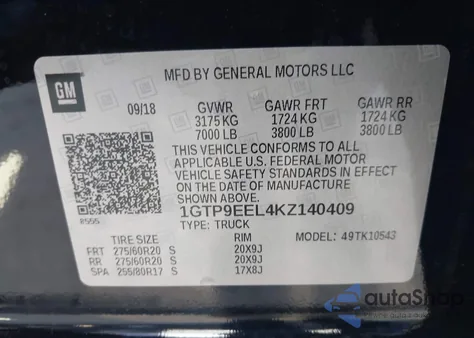 GM
MFD BY GENERAL MOTORS LLC
09/18
GVWR GAWR FRT GAWR RR
3175 KG 1724 KG 1724 KG
7000 LB 3800 LB 3800 LB
THIS VEHICLE CONFORMS TO ALL
APPLICABLE U.S. FEDERAL MOTOR
VEHICLE SAFETY STANDARDS IN EFFECT
ON THE DATE OF MANUFACTURE SHOWN ABOVE
1GTP9EEL4KZ140409
TYPE: TRUCK
MODEL: 49TK10543
TIRE SIZE RIM
FRT 275/60R20 S 20X9J
RR 275/60R20 S 20X9J
SPA 265/80R17 S 17X8J
autoShop